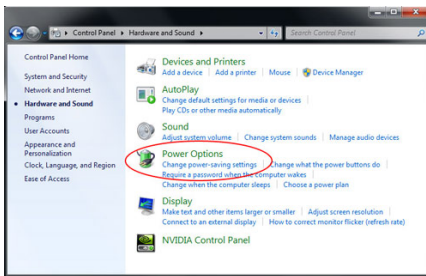 Control Panel ▸ Hardware and Sound ▸
Search Control Panel
Control Panel Home
System and Security
Network and Internet
Hardware and Sound
Programs
User Accounts
Appearance and
Personalization
Clock, Language, and Region
Ease of Access
Devices and Printers
Add a device | Add a printer | Mouse | Device Manager
AutoPlay
Change default settings for media or devices |
Play CDs or other media automatically
Sound
Adjust system volume | Change system sounds | Manage audio devices
Power Options
Change power-saving settings | Change what the power buttons do |
Require a password when the computer wakes |
Change when the computer sleeps | Choose a power plan
Display
Make text and other items larger or smaller | Adjust screen resolution |
Connect to an external display | How to correct monitor flicker (refresh rate)
NVIDIA Control Panel